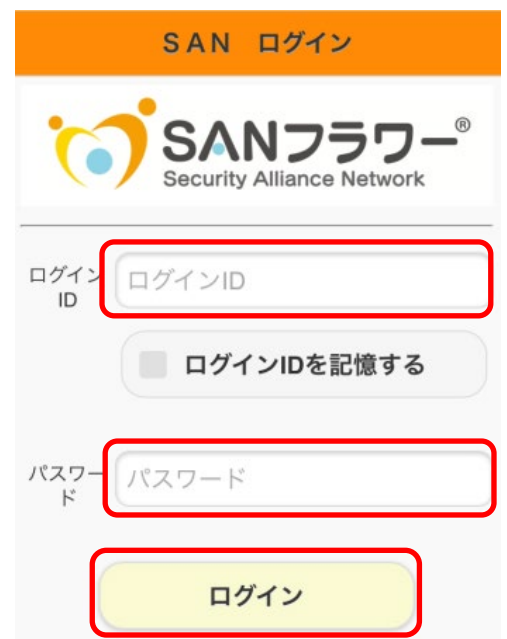 SAN　ログイン
SANフラワー®
Security Alliance Network
ログイン
ID
ログインID
ログインIDを記憶する
パスワー
ド
パスワード
ログイン